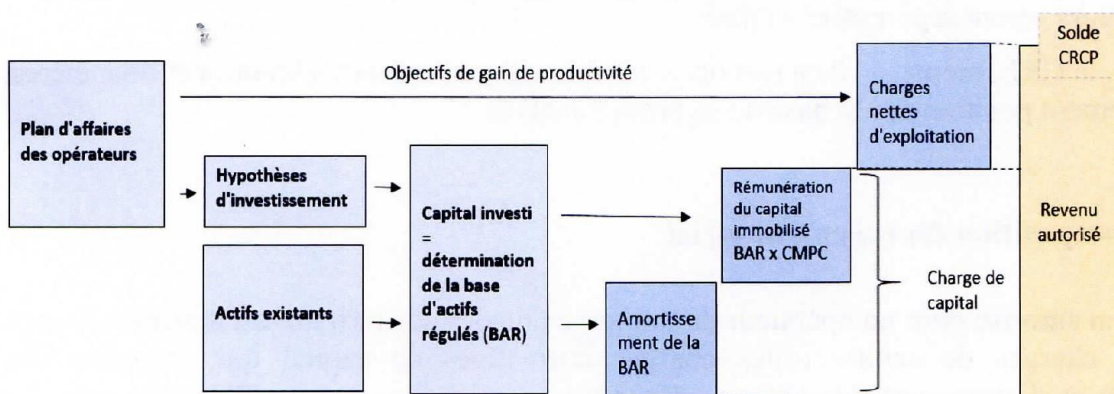 Solde
CRCP
Objectifs de gain de productivité
Charges
nettes
d'exploitation
Plan d'affaires
des opérateurs
Hypothèses
d'investissement
Capital investi
=
détermination
de la base
d'actifs
régulés (BAR)
Rémunération
du capital
immobilisé
BAR x CMPC
Revenu
autorisé
Charge de
capital
Actifs existants
Amortisse
ment de la
BAR